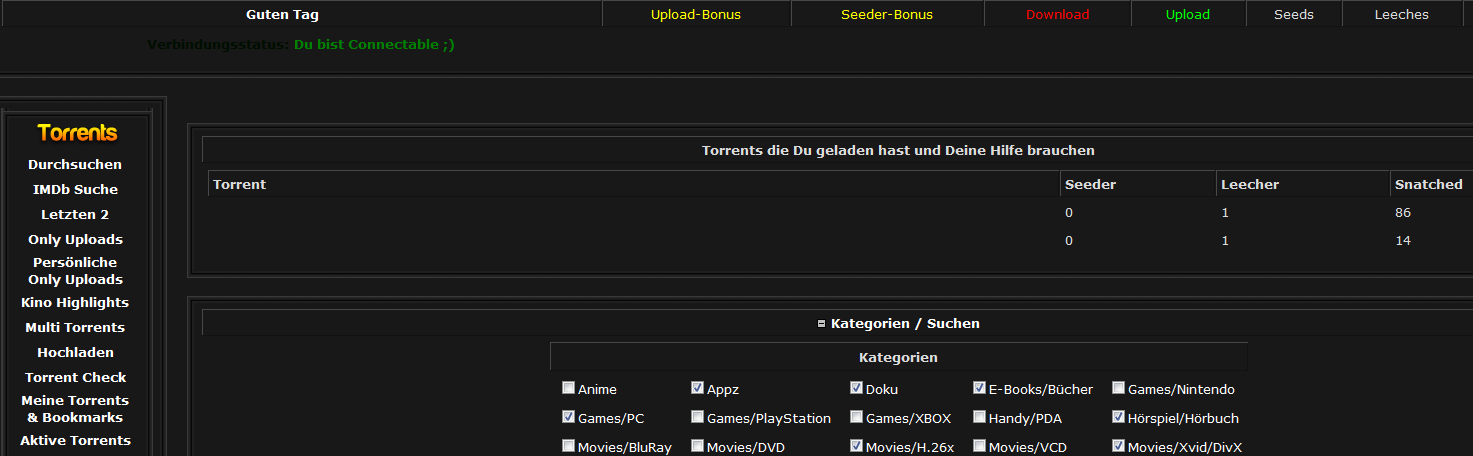 Guten Tag Upload-Bonus Seeder-Bonus Download Upload Seeds Leeches
Verbindungsstatus: Du bist Connectable ;)
Torrents
Durchsuchen
IMDb Suche
Letzten 2
Only Uploads
Persönliche
Only Uploads
Kino Highlights
Multi Torrents
Hochladen
Torrent Check
Meine Torrents
& Bookmarks
Aktive Torrents
Torrents die Du geladen hast und Deine Hilfe brauchen
Torrent Seeder Leecher Snatched
0 1 86
0 1 14
Kategorien / Suchen
Kategorien
Anime Appz Doku E-Books/Bücher Games/Nintendo
Games/PC Games/PlayStation Games/XBOX Handy/PDA Hörspiel/Hörbuch
Movies/BluRay Movies/DVD Movies/H.26x Movies/VCD Movies/Xvid/DivX